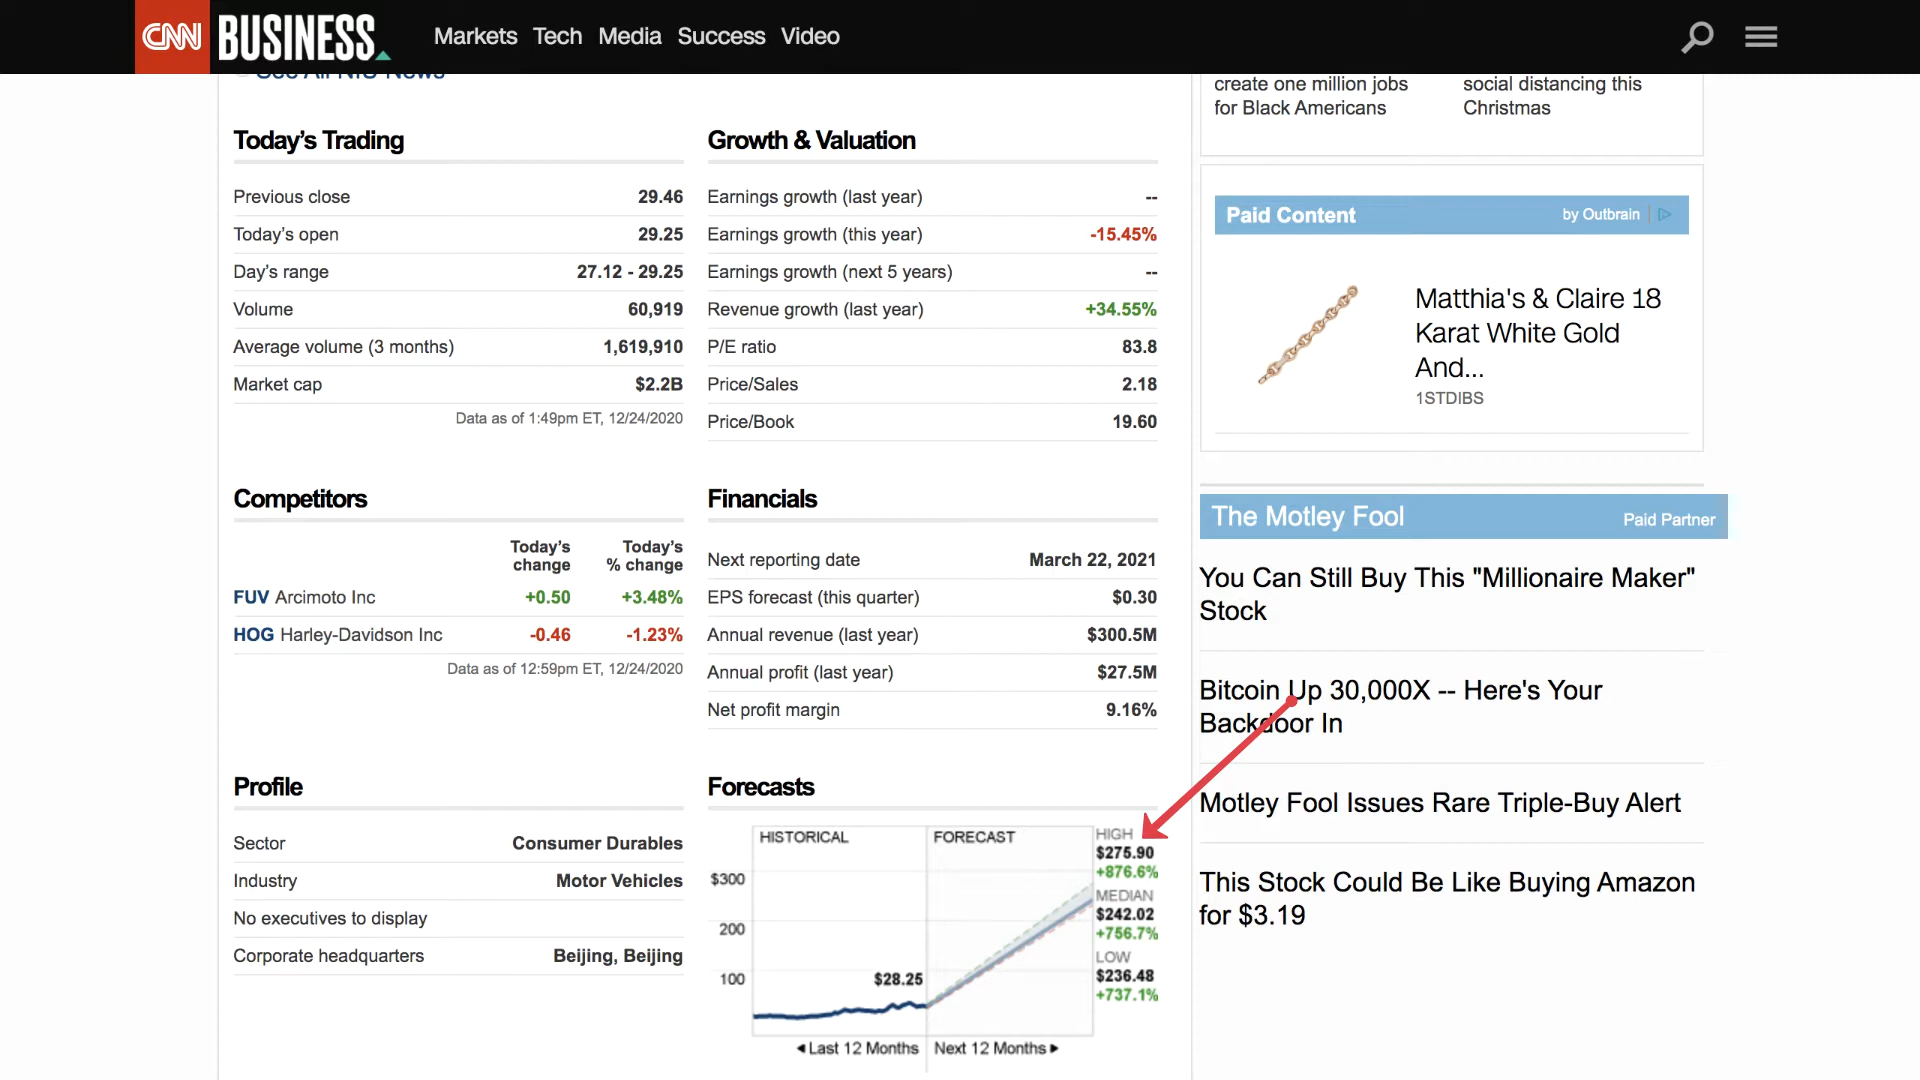 CNN BUSINESS
Markets Tech Media Success Video
See All NIU News
create one million jobs
for Black Americans
social distancing this
Christmas
Today's Trading
Previous close 29.46
Today's open 29.25
Day's range 27.12 - 29.25
Volume 60,919
Average volume (3 months) 1,619,910
Market cap $2.2B
Data as of 1:49pm ET, 12/24/2020
Growth & Valuation
Earnings growth (last year) --
Earnings growth (this year) -15.45%
Earnings growth (next 5 years) --
Revenue growth (last year) +34.55%
P/E ratio 83.8
Price/Sales 2.18
Price/Book 19.60
Competitors
Today's change Today's % change
FUV Arcimoto Inc +0.50 +3.48%
HOG Harley-Davidson Inc -0.46 -1.23%
Data as of 12:59pm ET, 12/24/2020
Financials
Next reporting date March 22, 2021
EPS forecast (this quarter) $0.30
Annual revenue (last year) $300.5M
Annual profit (last year) $27.5M
Net profit margin 9.16%
Profile
Sector Consumer Durables
Industry Motor Vehicles
No executives to display
Corporate headquarters Beijing, Beijing
Forecasts
HISTORICAL FORECAST
$300
200
100
$28.25
HIGH
$275.90
+876.6%
MEDIAN
$242.02
+756.7%
LOW
$236.48
+737.1%
Last 12 Months Next 12 Months
Paid Content by Outbrain
Matthia's & Claire 18
Karat White Gold
And...
1STDIBS
The Motley Fool Paid Partner
You Can Still Buy This "Millionaire Maker"
Stock
Bitcoin Up 30,000X -- Here's Your
Backdoor In
Motley Fool Issues Rare Triple-Buy Alert
This Stock Could Be Like Buying Amazon
for $3.19